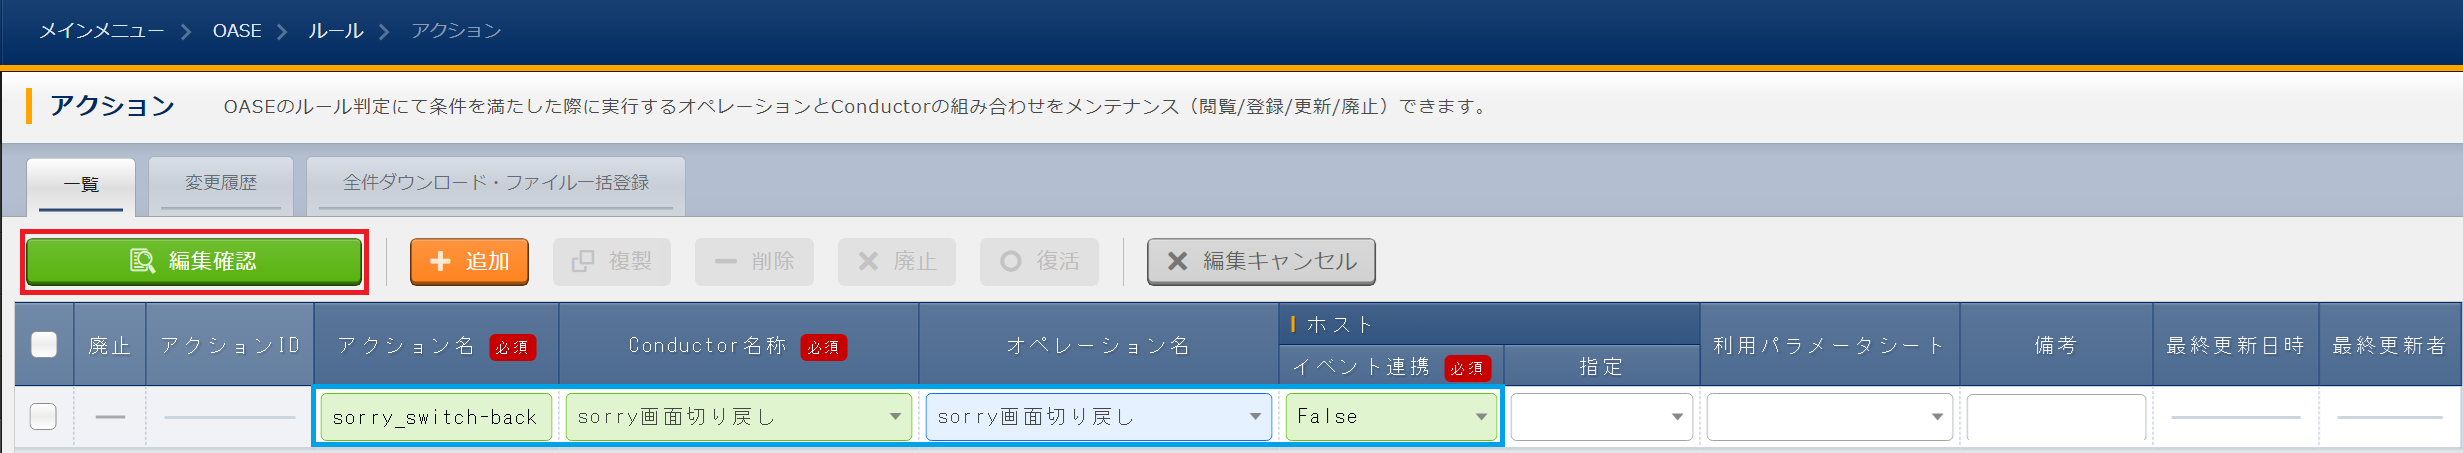 メインメニュー OASE ルール アクション
アクション OASEのルール判定にて条件を満たした際に実行するオペレーションとConductorの組み合わせをメンテナンス（閲覧/登録/更新/廃止）できます。
一覧 変更履歴 全件ダウンロード・ファイル一括登録
編集確認 追加 複製 削除 廃止 復活 編集キャンセル
ホスト
廃止 アクションID アクション名 必須 Conductor名称 必須 オペレーション名 イベント連携 必須 指定 利用パラメータシート 備考 最終更新日時 最終更新者
sorry_switch-back sorry画面切り戻し sorry画面切り戻し False